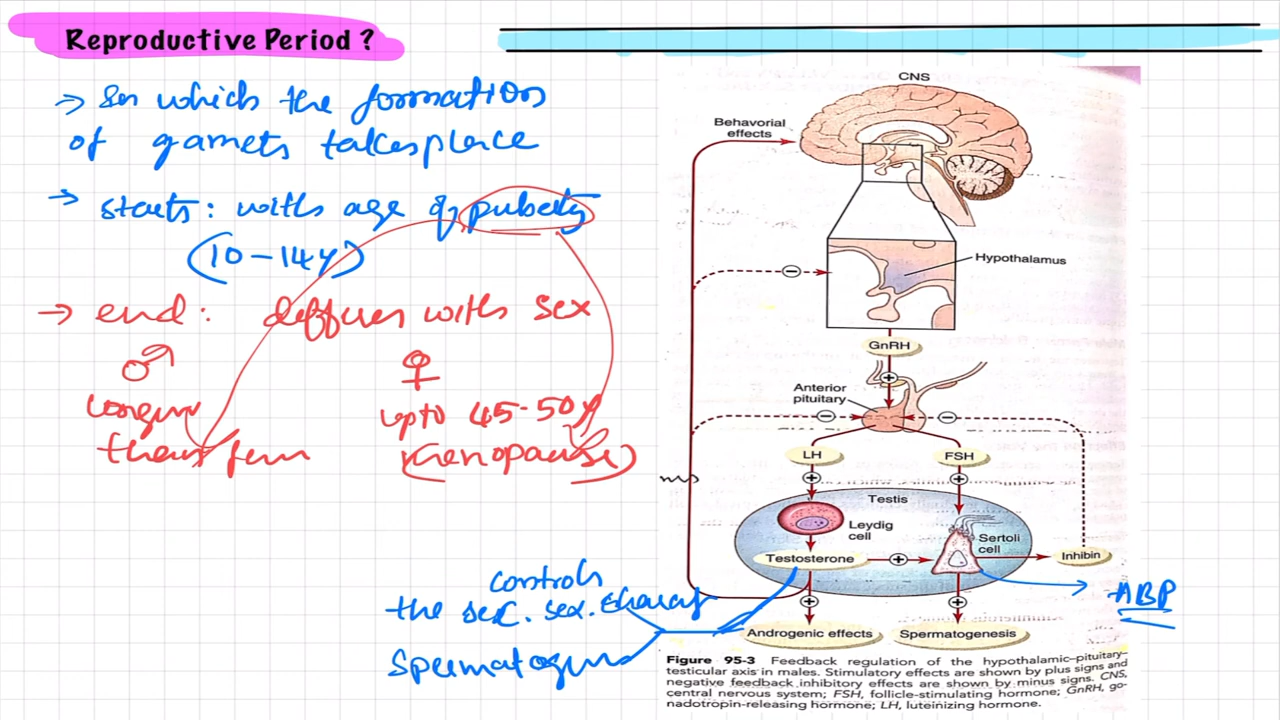 Reproductive Period ?
→ In which the formation
of gamets takesplace
→ starts: with age of puberty
(10-14y)
→ end: differs with sex
♂ ♀
longer upto 45-50y
than fem (menopause)
controls
the sec. sex. charact
CNS
Behavorial
effects
Hypothalamus
GnRH
Anterior
pituitary
LH
FSH
Testis
Leydig
cell
Sertoli
cell
Testosterone
Inhibin
ABP
Androgenic effects
Spermatogenesis
Figure 95-3 Feedback regulation of the hypothalamic–pituitary–
testicular axis in males. Stimulatory effects are shown by plus signs and
negative feedback inhibitory effects are shown by minus signs. CNS,
central nervous system; FSH, follicle-stimulating hormone; GnRH, go-
nadotropin-releasing hormone; LH, luteinizing hormone.